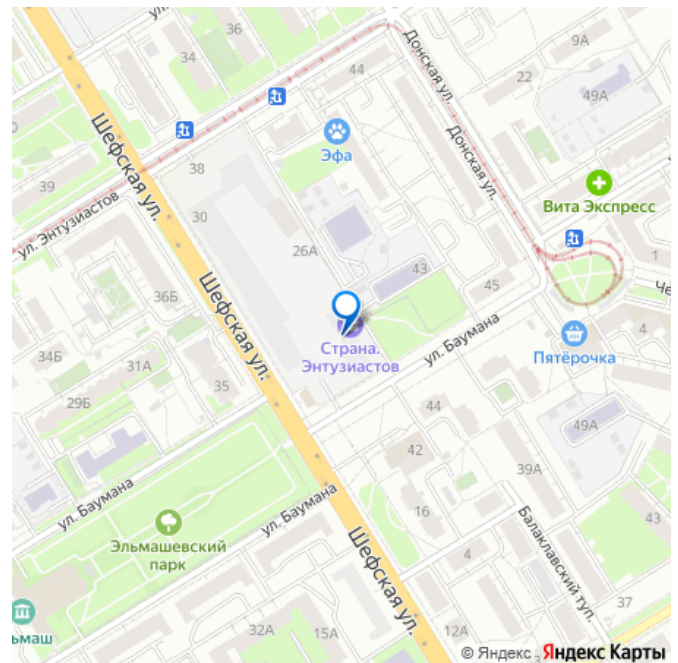 36
34
44
9А
22
49А
Донская ул.
Донская ул.
Шефская ул.
Эфа
38
39
30
Вита Экспресс
ул. Энтузиастов
26А
43
45
1
36Б
Шефская ул.
4
34Б
31А
35
29Б
Страна.
Энтузиастов
ул. Баумана
Пятёрочка
44
42
49А
39А
16
43
ул. Баумана
ул. Баумана
Эльмашевский
парк
Шефская ул.
4
Балаклавский туп.
37
32А
15А
12А
© Яндекс
Яндекс Карты